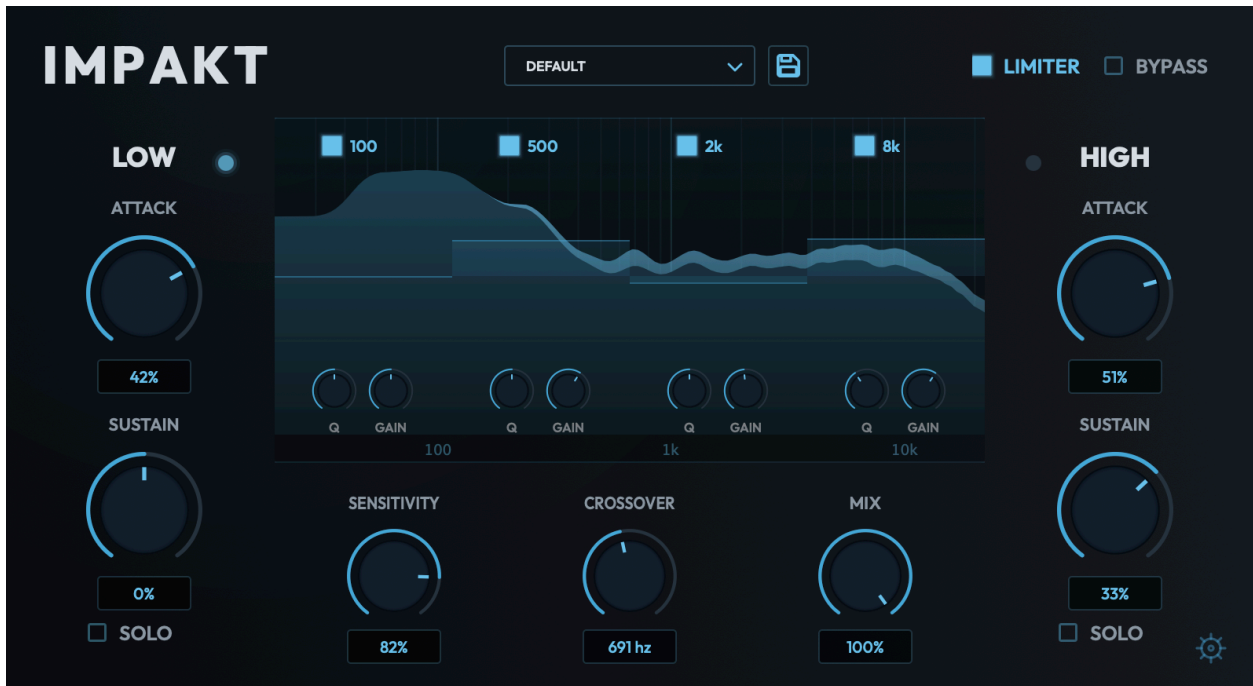 IMPAKT
DEFAULT
LIMITER
BYPASS
LOW
100
500
2k
8k
HIGH
ATTACK
ATTACK
42%
51%
Q
GAIN
Q
GAIN
Q
GAIN
Q
GAIN
SUSTAIN
SUSTAIN
100
1k
10k
SENSITIVITY
CROSSOVER
MIX
0%
33%
SOLO
SOLO
82%
691 hz
100%